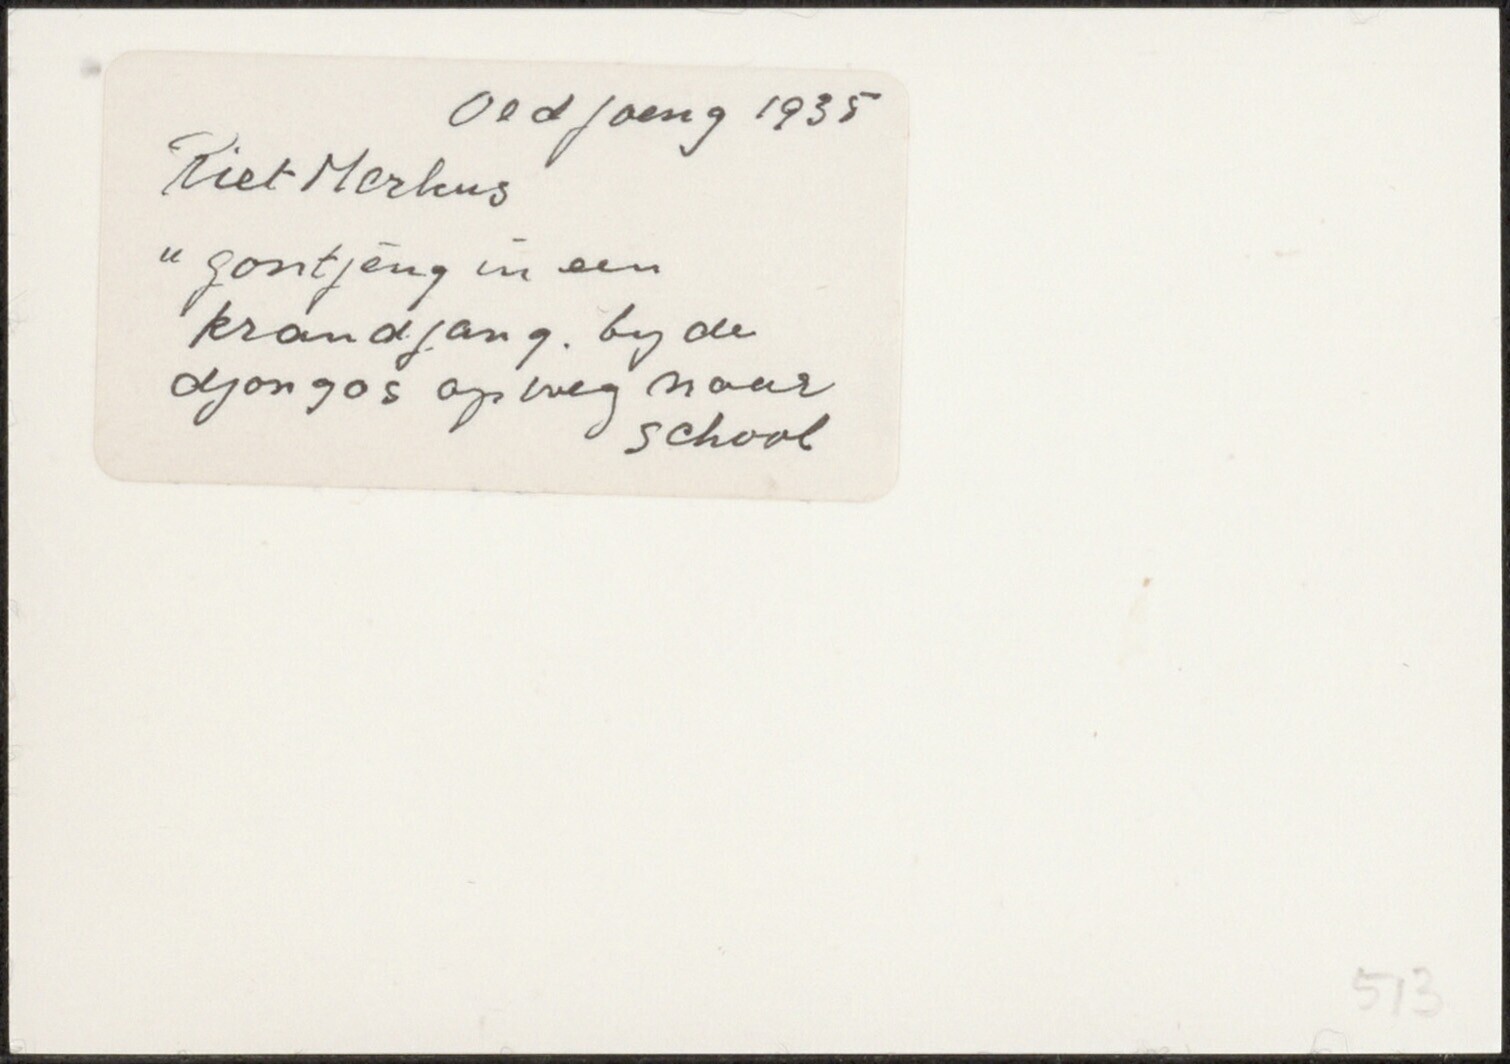 Oedjoeng 1935
Riet Merkus
" gontjeng in een
krandjang. by de
djongos op weg naar
school
513